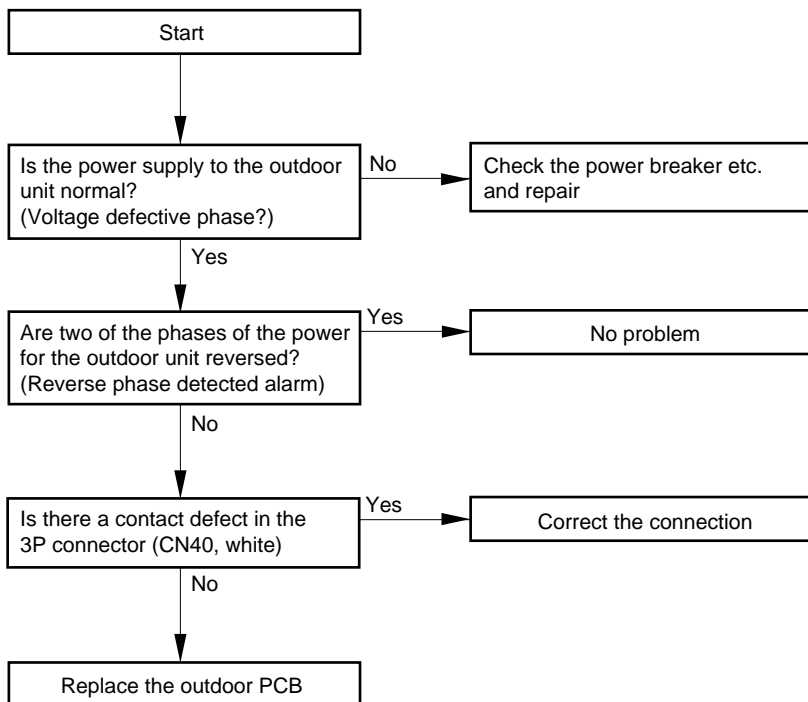 Start
Is the power supply to the outdoor
unit normal?
(Voltage defective phase?)
No
Check the power breaker etc.
and repair
Yes
Are two of the phases of the power
for the outdoor unit reversed?
(Reverse phase detected alarm)
Yes
No problem
No
Is there a contact defect in the
3P connector (CN40, white)
Yes
Correct the connection
No
Replace the outdoor PCB